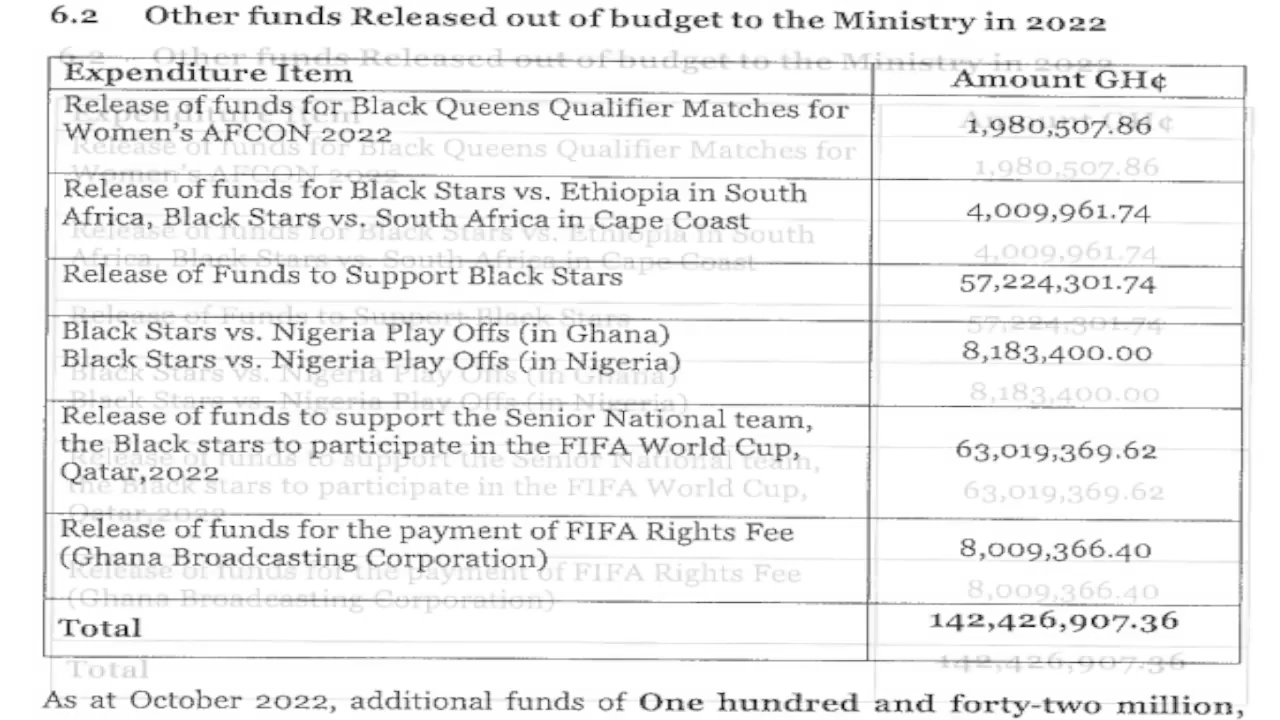 6.2 Other funds Released out of budget to the Ministry in 2022
Expenditure Item Amount GH¢
Release of funds for Black Queens Qualifier Matches for
Women's AFCON 2022 1,980,507.86
Release of funds for Black Stars vs. Ethiopia in South
Africa, Black Stars vs. South Africa in Cape Coast 4,009,961.74
Release of Funds to Support Black Stars 57,224,301.74
Black Stars vs. Nigeria Play Offs (in Ghana)
Black Stars vs. Nigeria Play Offs (in Nigeria) 8,183,400.00
Release of funds to support the Senior National team,
the Black stars to participate in the FIFA World Cup, 63,019,369.62
Qatar,2022
Release of funds for the payment of FIFA Rights Fee
(Ghana Broadcasting Corporation) 8,009,366.40
Total 142,426,907.36
As at October 2022, additional funds of One hundred and forty-two million,